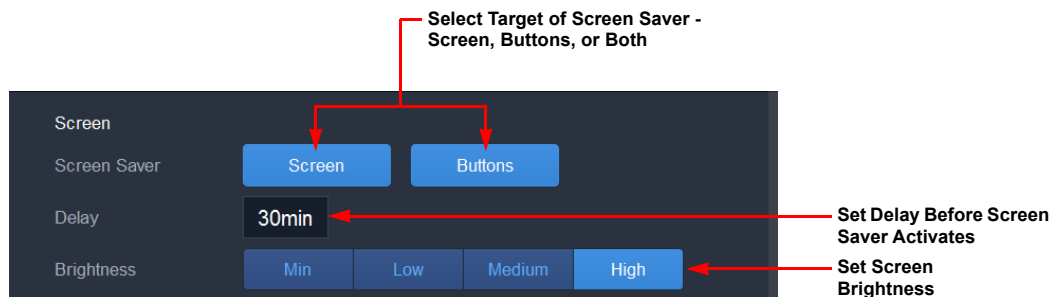 Select Target of Screen Saver -
Screen, Buttons, or Both
Screen
Screen Saver
Screen
Buttons
Delay
30min
Set Delay Before Screen
Saver Activates
Brightness
Min
Low
Medium
High
Set Screen
Brightness